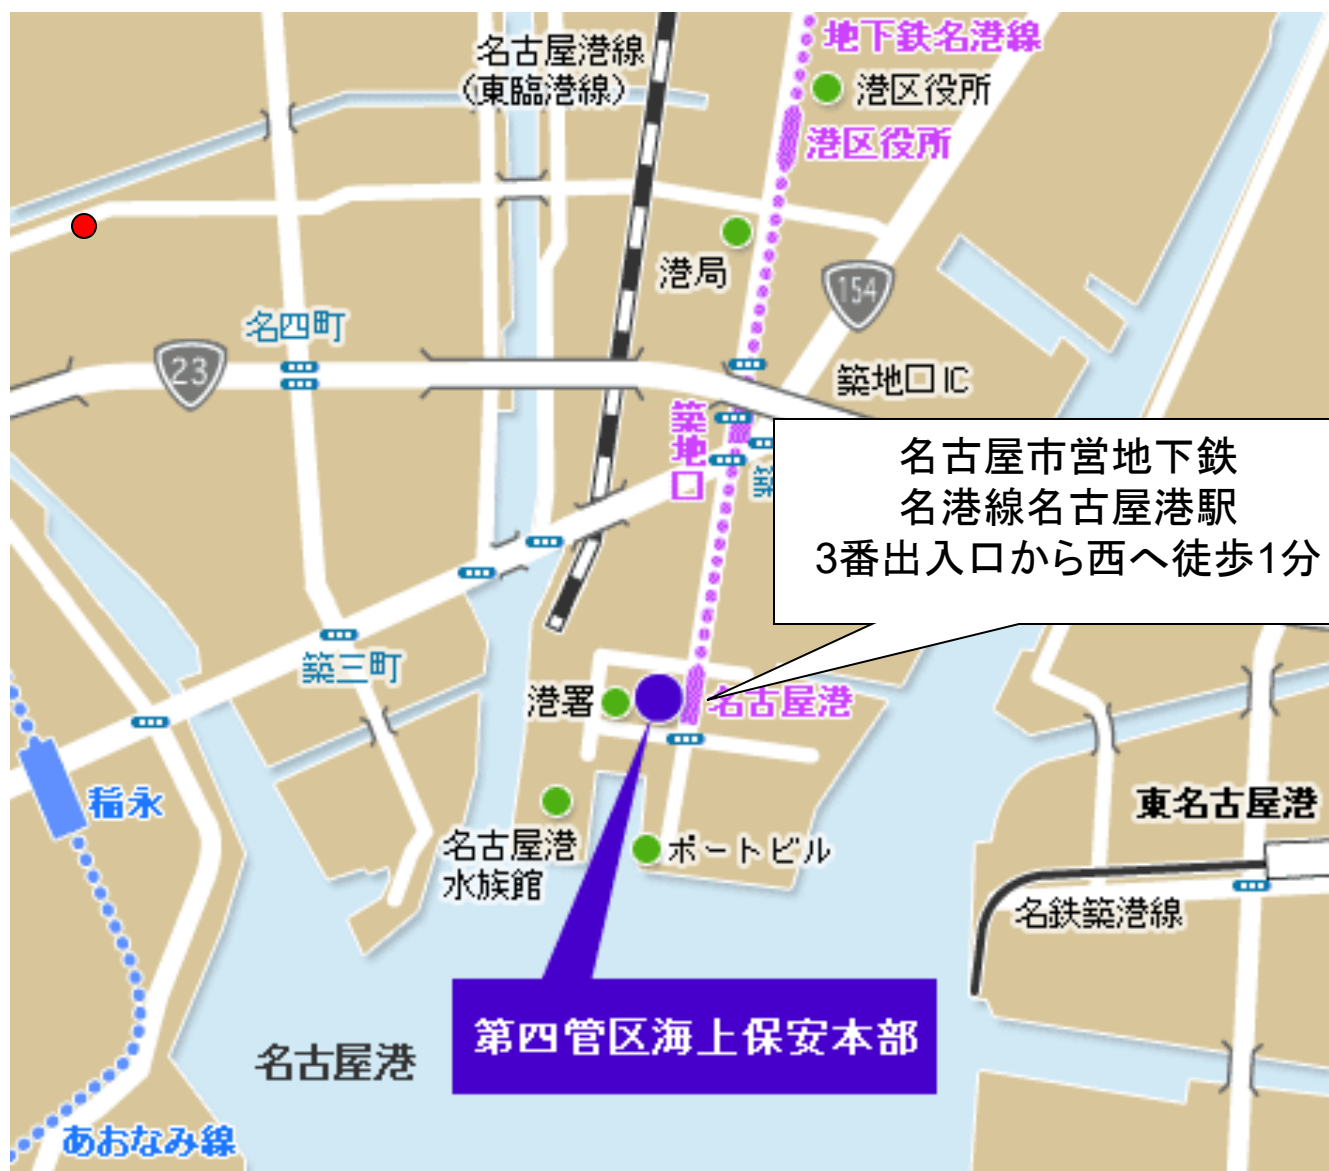 地下鉄名港線
名古屋港線
(東臨港線)
港区役所
港区役所
港局
154
名四町
23
築地口IC
築地口
名古屋市営地下鉄
名港線名古屋港駅
3番出入口から西へ徒歩1分
築三町
港署
名古屋港
稲永
東名古屋港
名古屋港
水族館
ポートビル
名鉄築港線
第四管区海上保安本部
名古屋港
あおなみ線